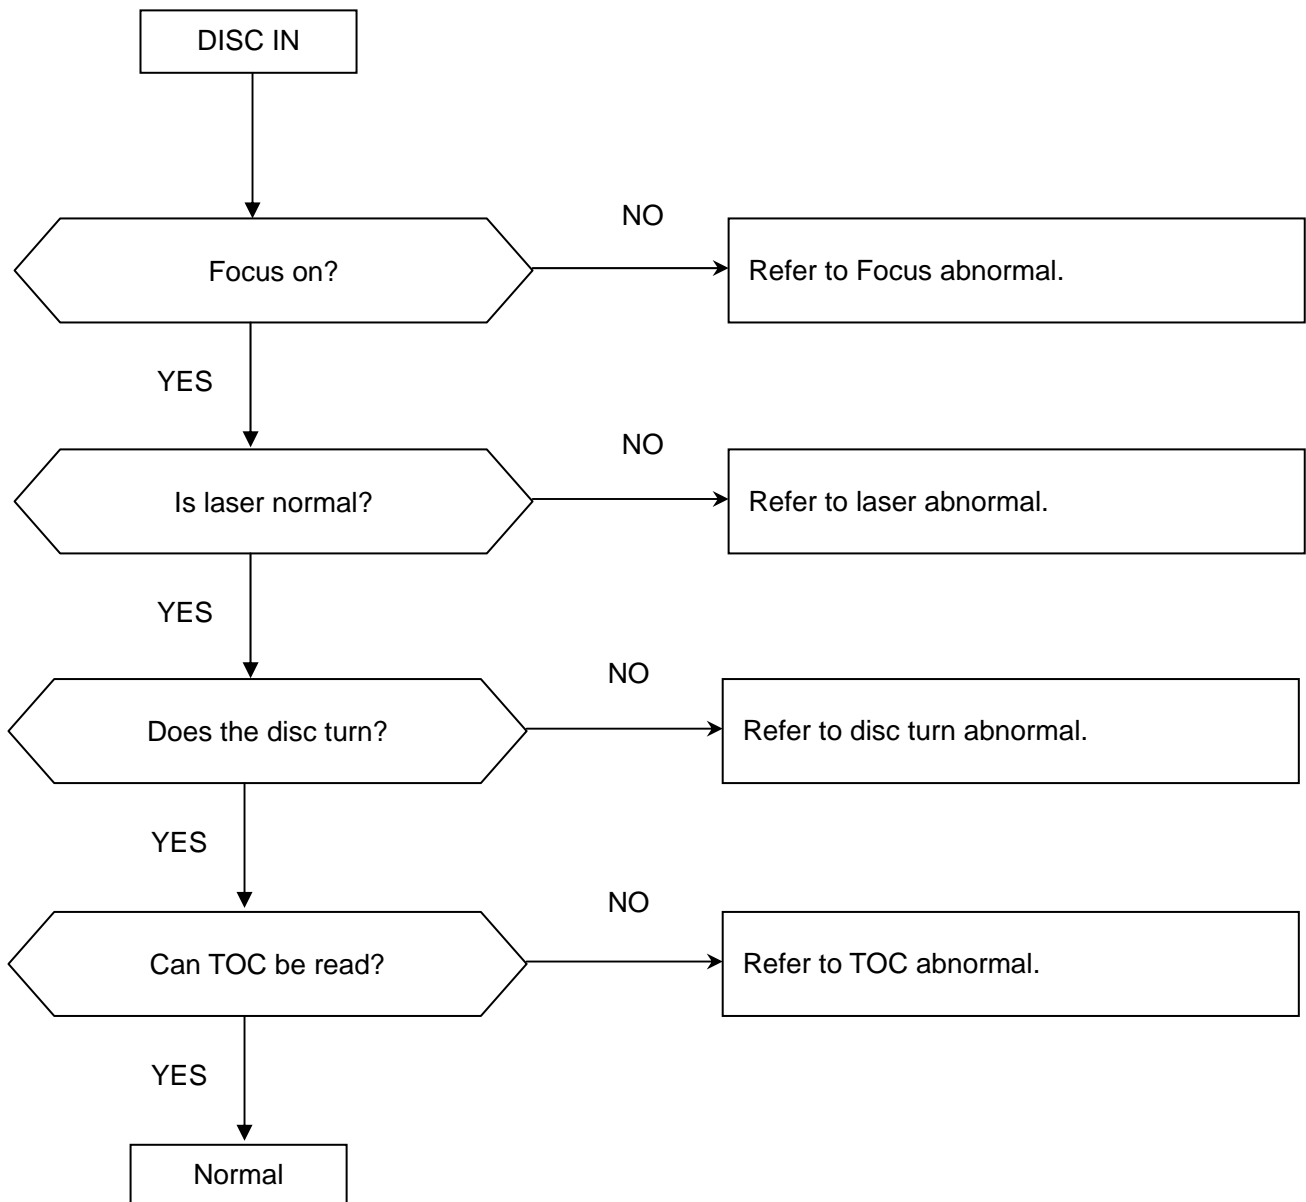 DISC IN
NO
Focus on?
Refer to Focus abnormal.
YES
NO
Is laser normal?
Refer to laser abnormal.
YES
NO
Does the disc turn?
Refer to disc turn abnormal.
YES
NO
Can TOC be read?
Refer to TOC abnormal.
YES
Normal